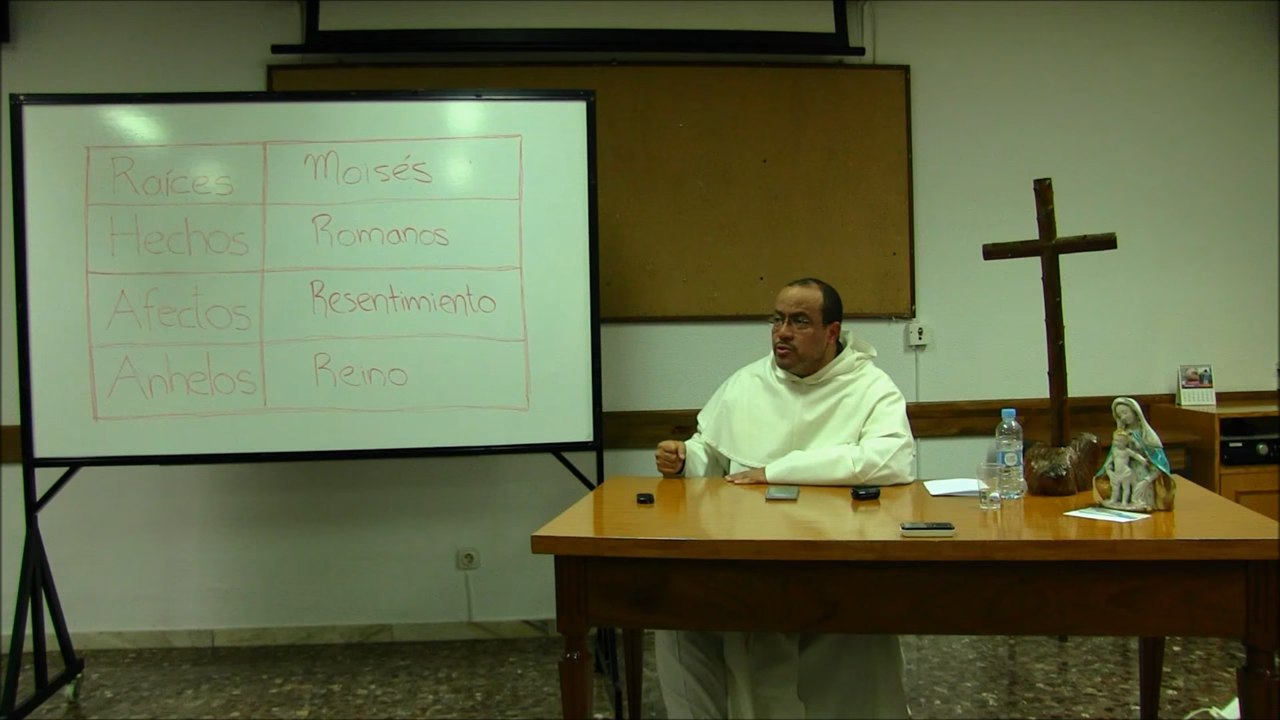 Raíces Moisés
Hechos Romanos
Afectos Resentimiento
Anhelos Reino